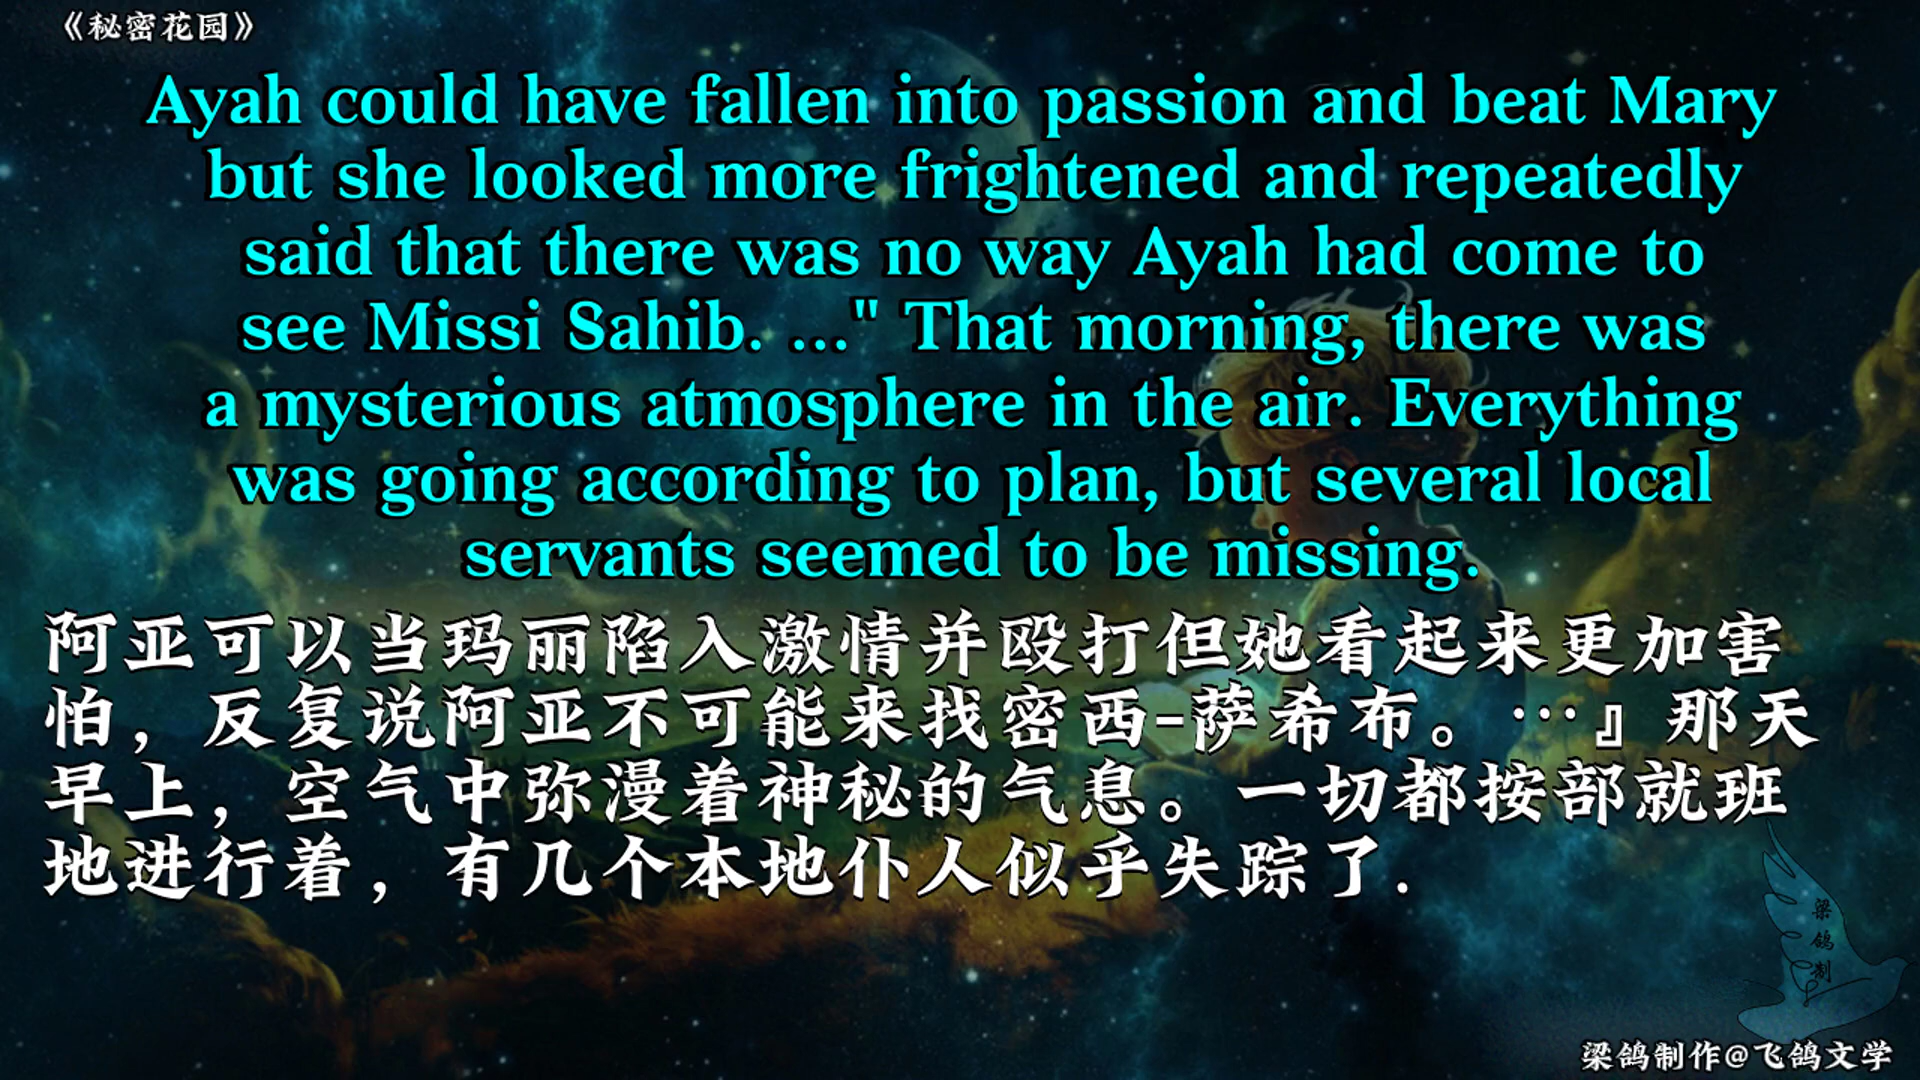 《秘密花园》
Ayah could have fallen into passion and beat Mary
but she looked more frightened and repeatedly
said that there was no way Ayah had come to
see Missi Sahib. ..." That morning, there was
a mysterious atmosphere in the air. Everything
was going according to plan, but several local
servants seemed to be missing.
阿亚可以当玛丽陷入激情并殴打但她看起来更加害
怕，反复说阿亚不可能来找密西-萨希布。…』那天
早上，空气中弥漫着神秘的气息。一切都按部就班
地进行着，有几个本地仆人似乎失踪了.
梁鸽制
梁鸽制作@飞鸽文学